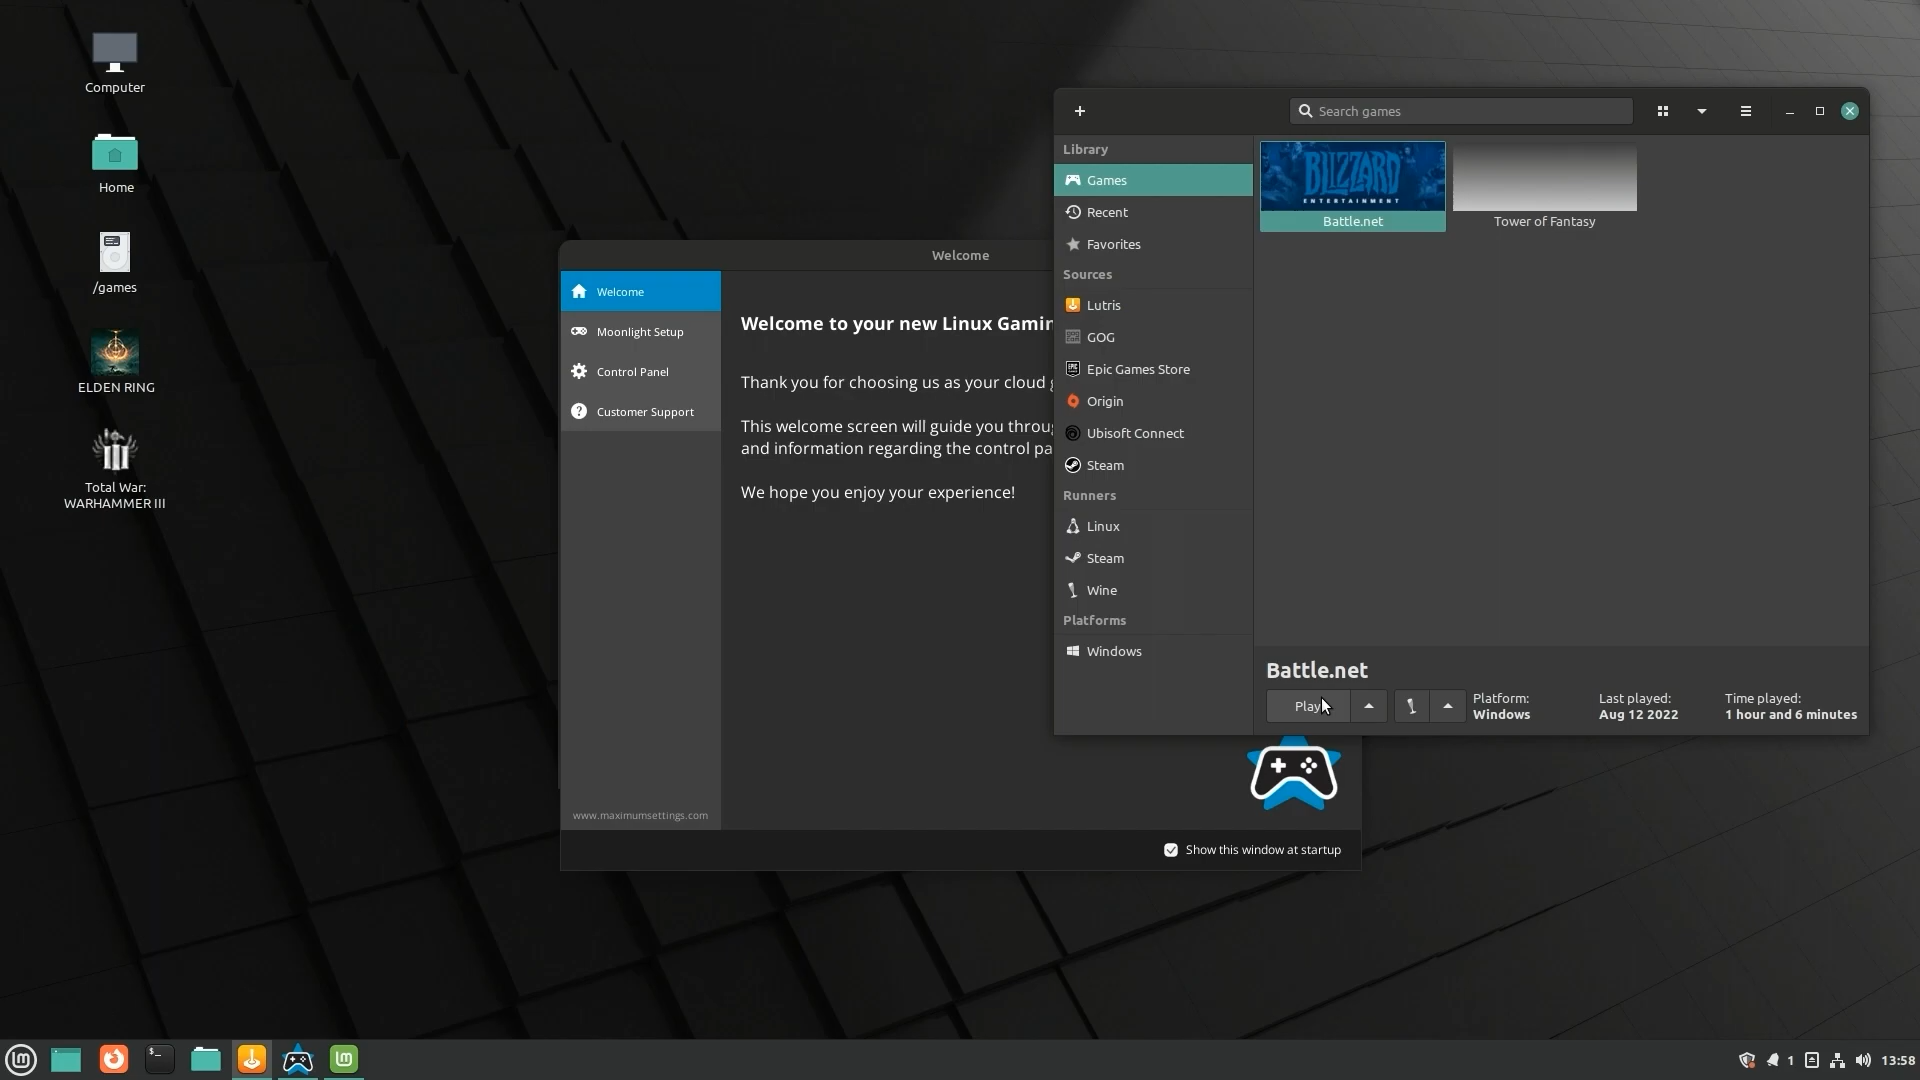 Computer
Home
/games
ELDEN RING
Total War:
WARHAMMER III
Welcome
Welcome
Moonlight Setup
Control Panel
Customer Support
www.maximumsettings.com
Welcome to your new Linux Gamin
Thank you for choosing us as your cloud g
This welcome screen will guide you throug
and information regarding the control pa
We hope you enjoy your experience!
Show this window at startup
Search games
Library
Games
Recent
Favorites
Sources
Lutris
GOG
Epic Games Store
Origin
Ubisoft Connect
Steam
Runners
Linux
Steam
Wine
Platforms
Windows
BLIZZARD
ENTERTAINMENT
Battle.net
Tower of Fantasy
Battle.net
Play
Platform:
Windows
Last played:
Aug 12 2022
Time played:
1 hour and 6 minutes
1
13:58